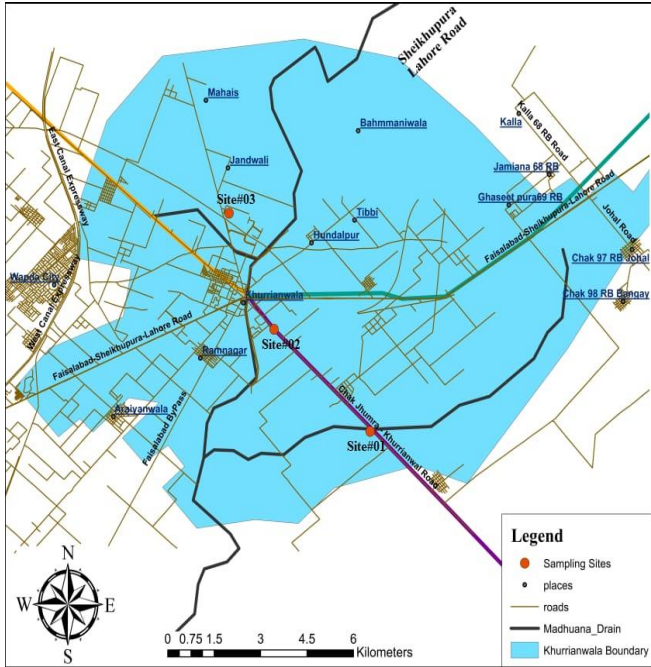 Sheikhupura
Lahore Road
Mahais
Bahmmaniwala
Kalla
Kalla 68 RB Road
East Canal Expressway
Jandwali
Jamiana 68 RB
Ghaseet pura69 RB
Site#03
Tibbi
Faisalabad-Sheikhupura-Lahore Road
Johal Road
Hundalpur
Chak 97 RB Johal
Wapda City
West Canal Expressway
Khurrianwala
Chak 98 RB Bangay
Faisalabad-Sheikhupura-Lahore Road
Site#02
Ramnagar
Araiyanwala
Faisalabad ByPass
Chak Jhumra - Khurrianwal Road
Site#01
N
W
E
S
0 0.75 1.5 3 4.5 6
Kilometers
Legend
Sampling Sites
places
roads
Madhuana_Drain
Khurrianwala Boundary